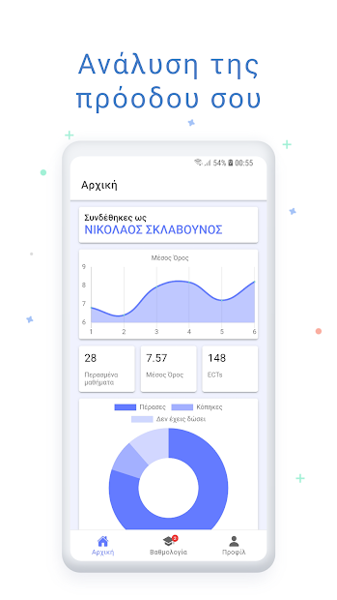 Ανάλυση της
πρόοδου σου
54% 00:55
Αρχική
Συνδέθηκες ως
ΝΙΚΟΛΑΟΣ ΣΚΛΑΒΟΥΝΟΣ
Μέσος Όρος
9
8
7
6
1 2 3 4 5 6
28 7.57 148
Περασμένα μαθήματα
Μέσος Όρος
ECTs
Πέρασες Κόπηκες
Δεν έχεις δώσει
Αρχική Βαθμολογία Προφίλ